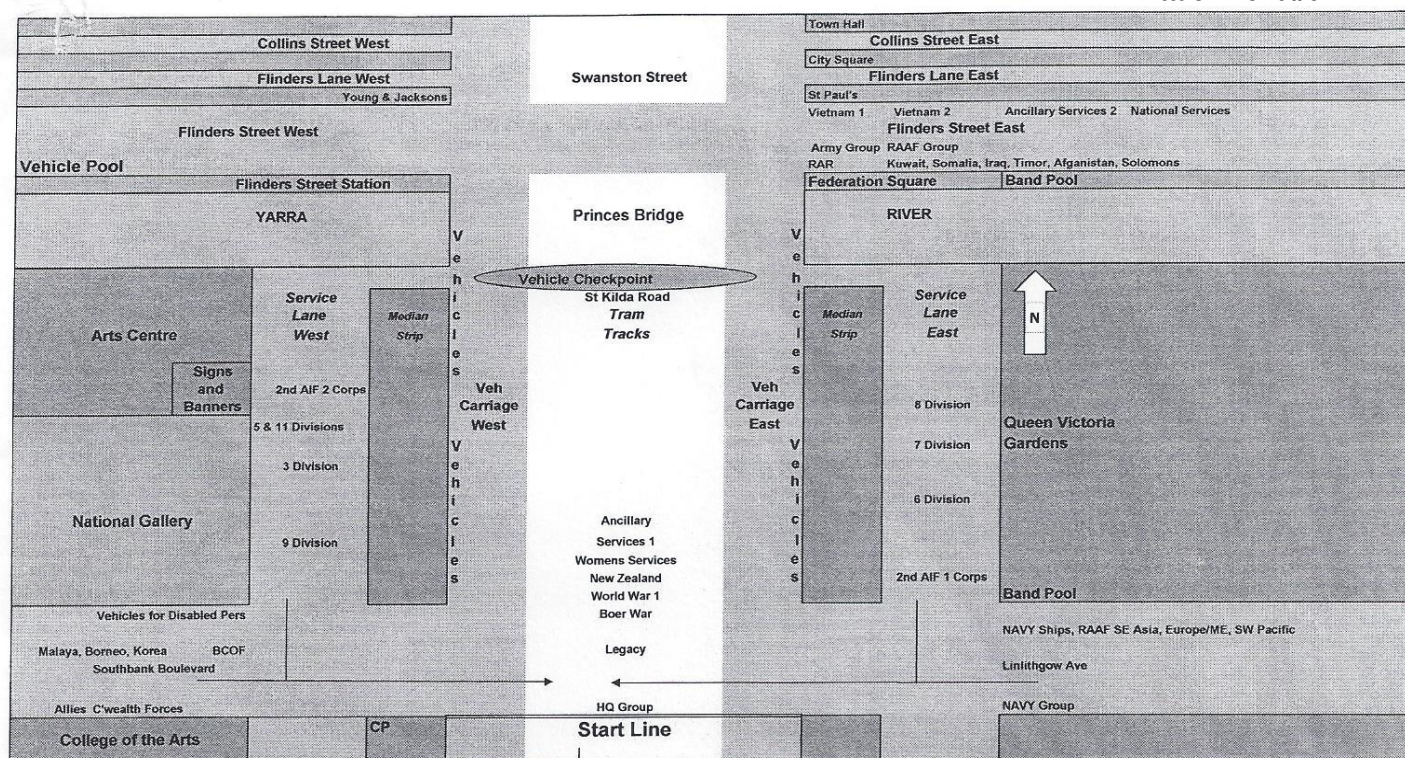 Town Hall
Collins Street West
Collins Street East
City Square
Swanston Street
Flinders Lane West
Flinders Lane East
Young & Jacksons
St Paul's
Vietnam 1 Vietnam 2 Ancillary Services 2 National Services
Flinders Street West
Flinders Street East
Army Group RAAF Group
Vehicle Pool
RAR Kuwait, Somalia, Iraq, Timor, Afganistan, Solomons
Flinders Street Station
Federation Square
Band Pool
YARRA
Princes Bridge
RIVER
Vehicles
Vehicles
Vehicle Checkpoint
St Kilda Road
Tram
Tracks
Service
Lane
West
Median
Strip
Median
Strip
Service
Lane
East
N
Arts Centre
Signs
and
Banners
2nd AIF 2 Corps
Veh
Carriage
West
Veh
Carriage
East
8 Division
5 & 11 Divisions
Queen Victoria
Gardens
7 Division
3 Division
Vehicles
Vehicles
6 Division
National Gallery
9 Division
Ancillary
Services 1
Womens Services
New Zealand
World War 1
Boer War
2nd AIF 1 Corps
Band Pool
Vehicles for Disabled Pers
NAVY Ships, RAAF SE Asia, Europe/ME, SW Pacific
Malaya, Borneo, Korea BCOF
Legacy
Southbank Boulevard
Linlithgow Ave
Allies C'wealth Forces
HQ Group
NAVY Group
College of the Arts
CP
Start Line